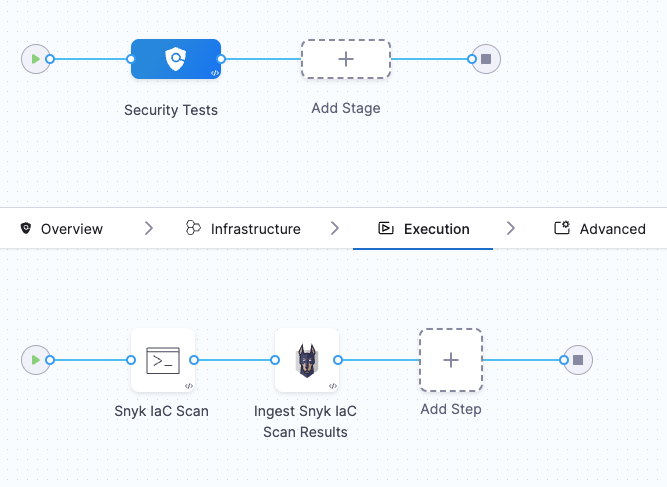 Security Tests
Add Stage
Overview
Infrastructure
Execution
Advanced
Snyk IaC Scan
Ingest Snyk IaC
Scan Results
Add Step